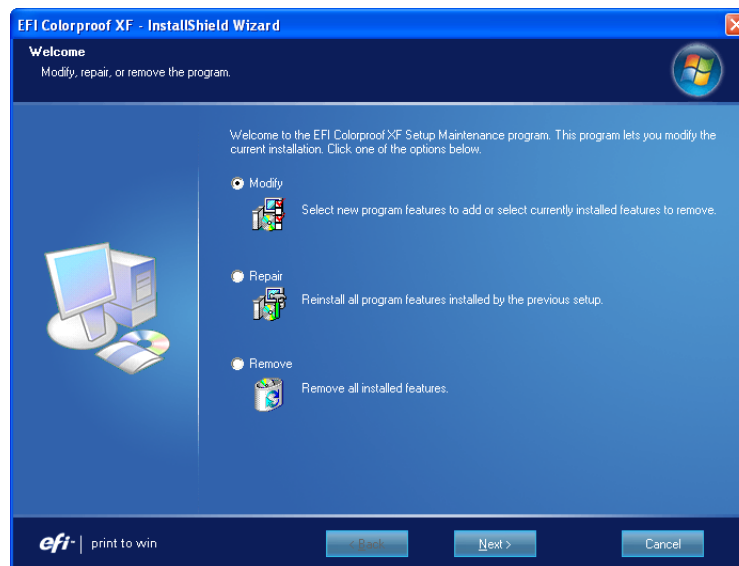 EFI Colorproof XF - InstallShield Wizard
Welcome
Modify, repair, or remove the program.
Welcome to the EFI Colorproof XF Setup Maintenance program. This program lets you modify the
current installation. Click one of the options below.
Modify
Select new program features to add or select currently installed features to remove.
Repair
Reinstall all program features installed by the previous setup.
Remove
Remove all installed features.
efi
print to win
< Back
Next >
Cancel